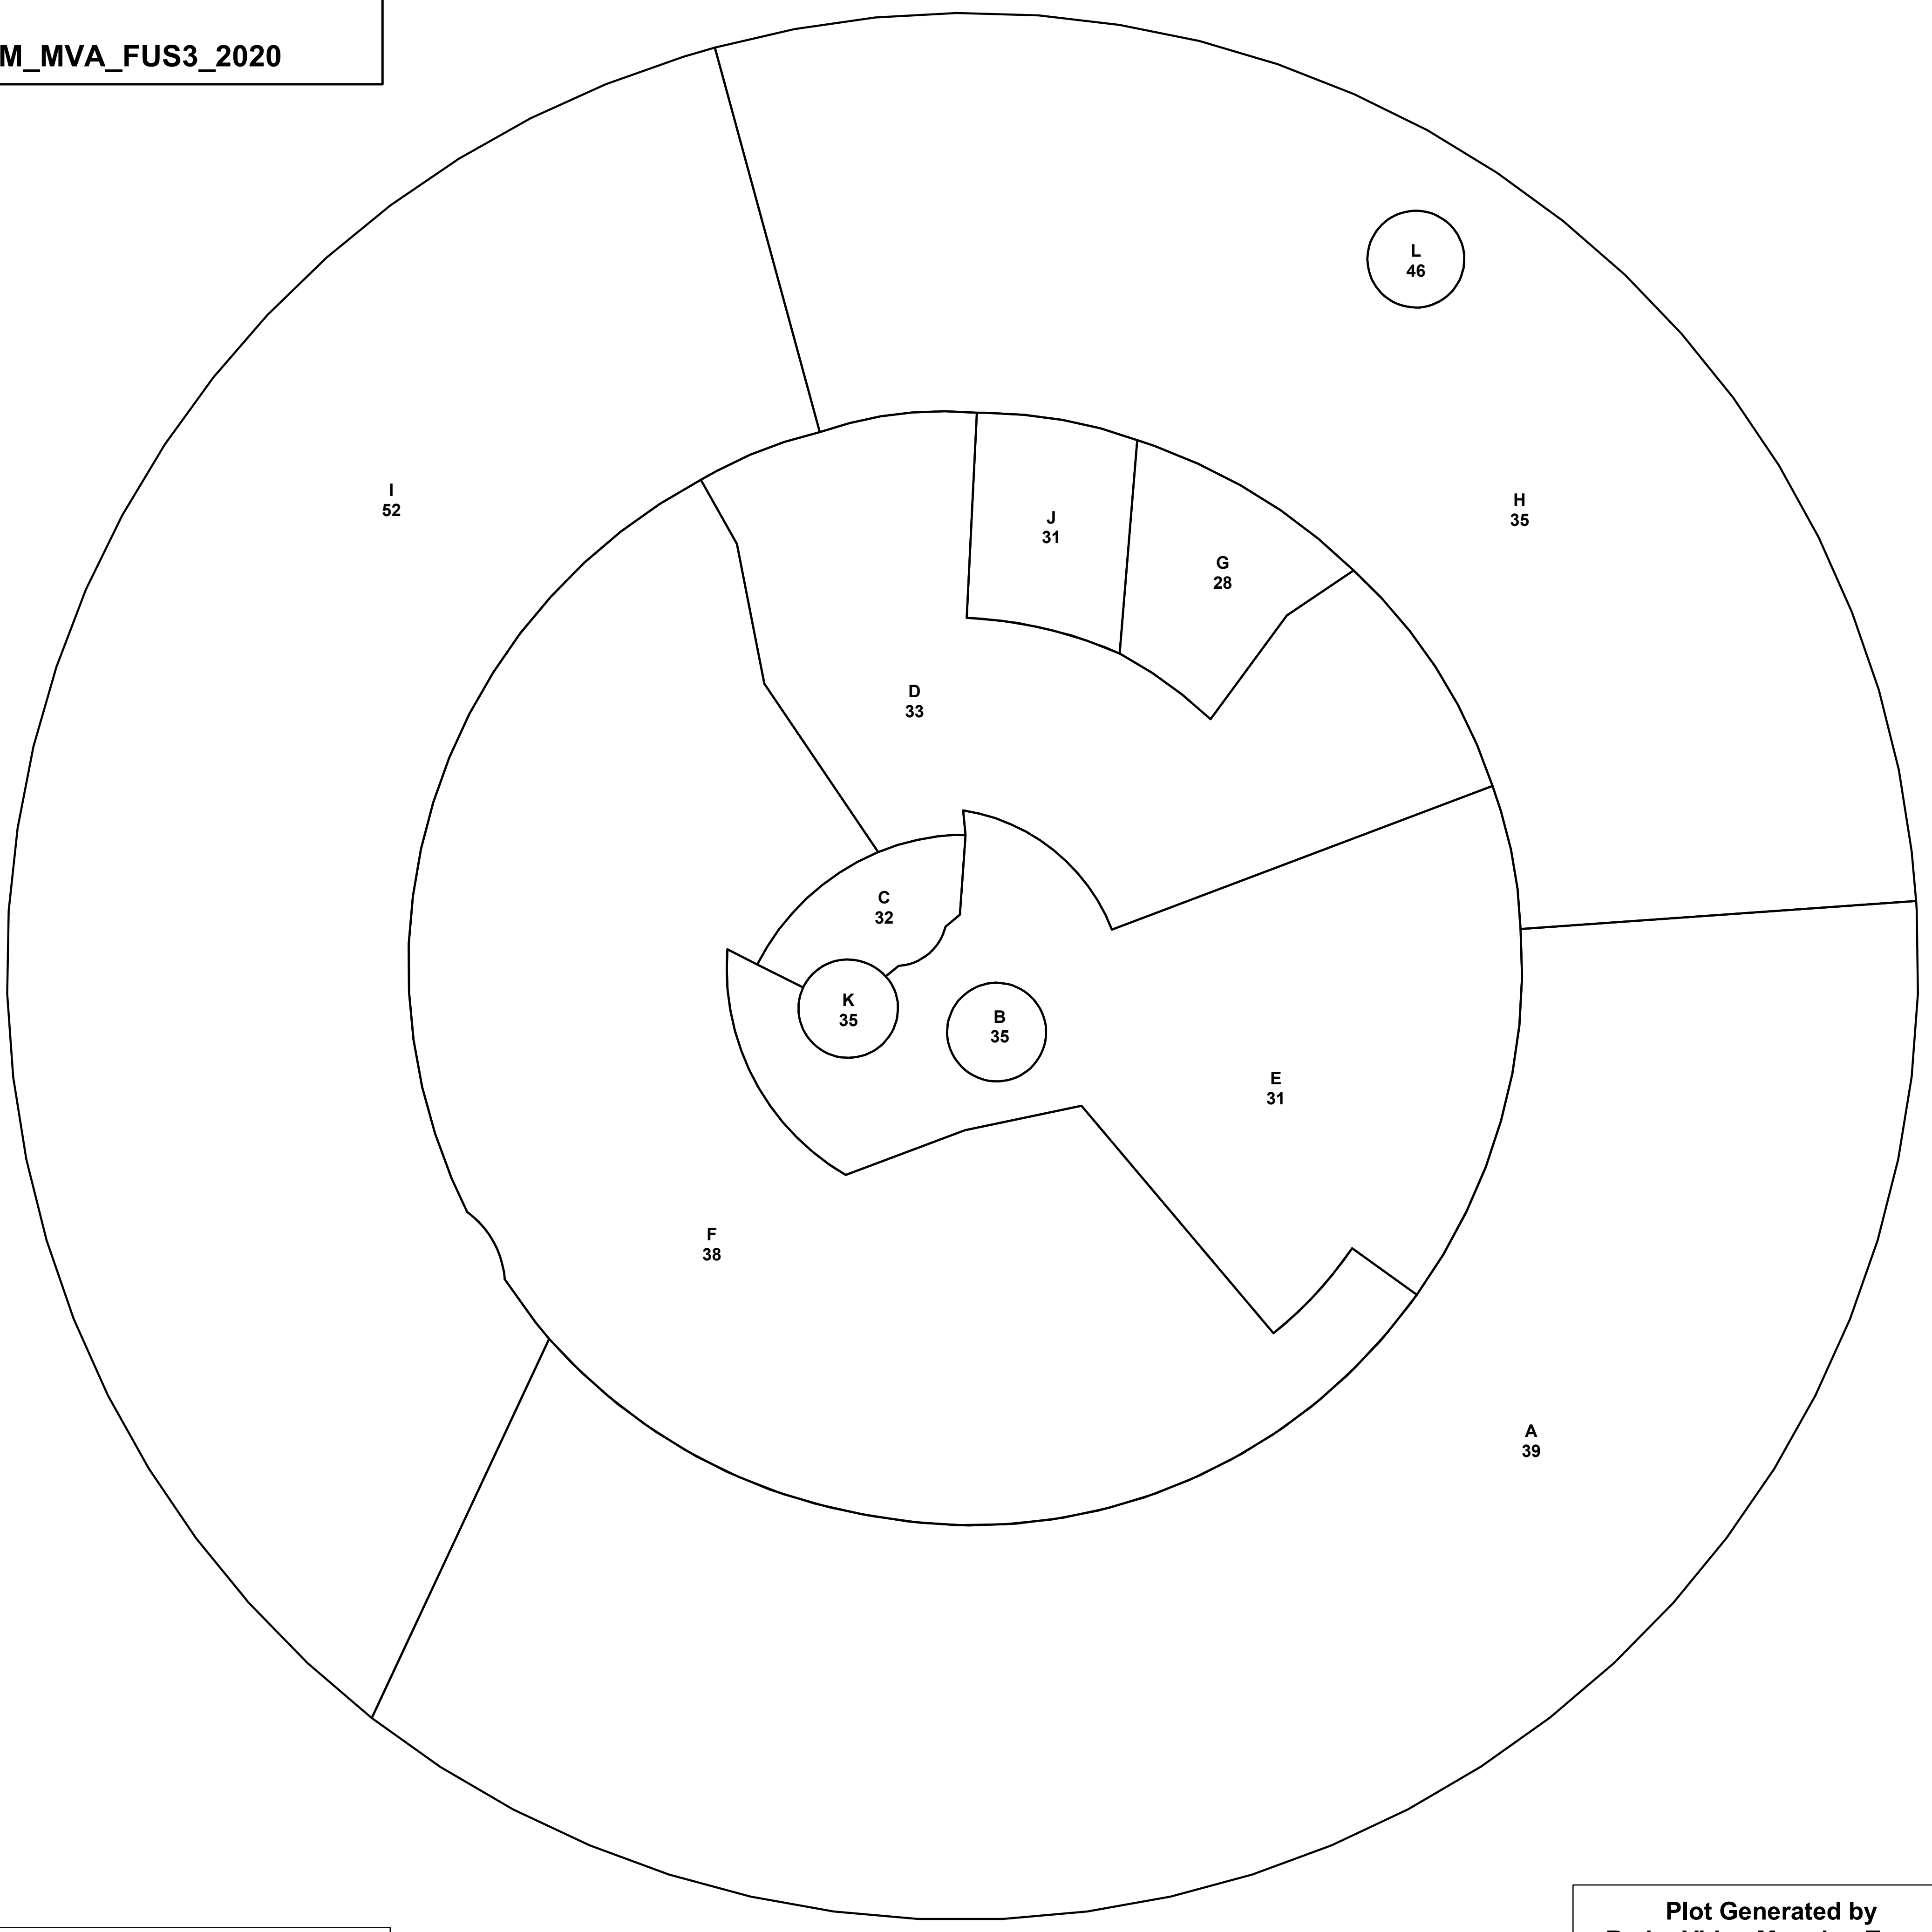 M_MVA_FUS3_2020
L
46
I
52
H
35
J
31
G
28
D
33
C
32
K
35
B
35
E
31
F
38
A
39
Plot Generated by